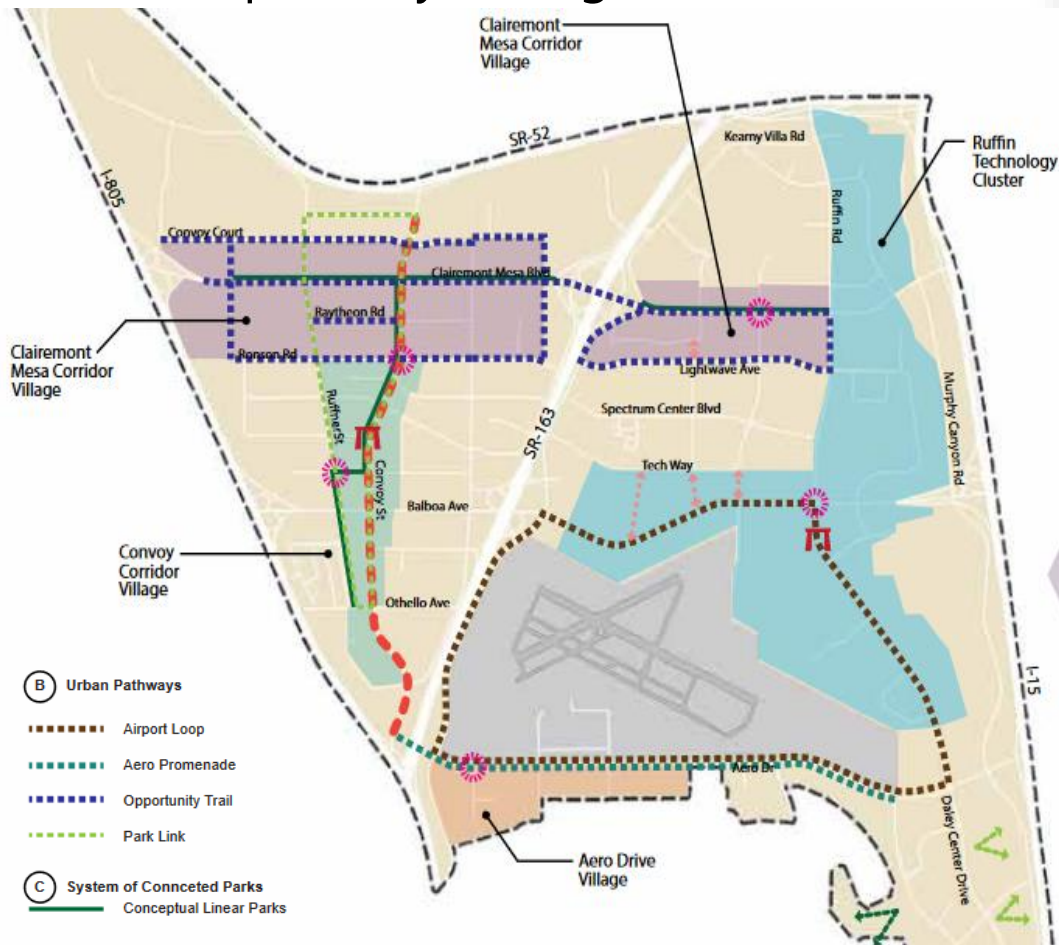 Clairemont
Mesa Corridor
Village
SR-52
Kearny Villa Rd
Ruffin
Technology
Cluster
I-805
Ruffin Rd
Convoy Court
Clairemont Mesa Blvd
Raytheon Rd
Clairemont
Mesa Corridor
Village
Ronson Rd
Lightwave Ave
Murphy Canyon Rd
Ruffner St
Spectrum Center Blvd
SR-163
Tech Way
Convoy St
Balboa Ave
Convoy
Corridor
Village
Othello Ave
I-15
B Urban Pathways
Airport Loop
Aero Promenade
Aero Dr
Opportunity Trail
Park Link
Daley Center Drive
Aero Drive
Village
C System of Connceted Parks
Conceptual Linear Parks